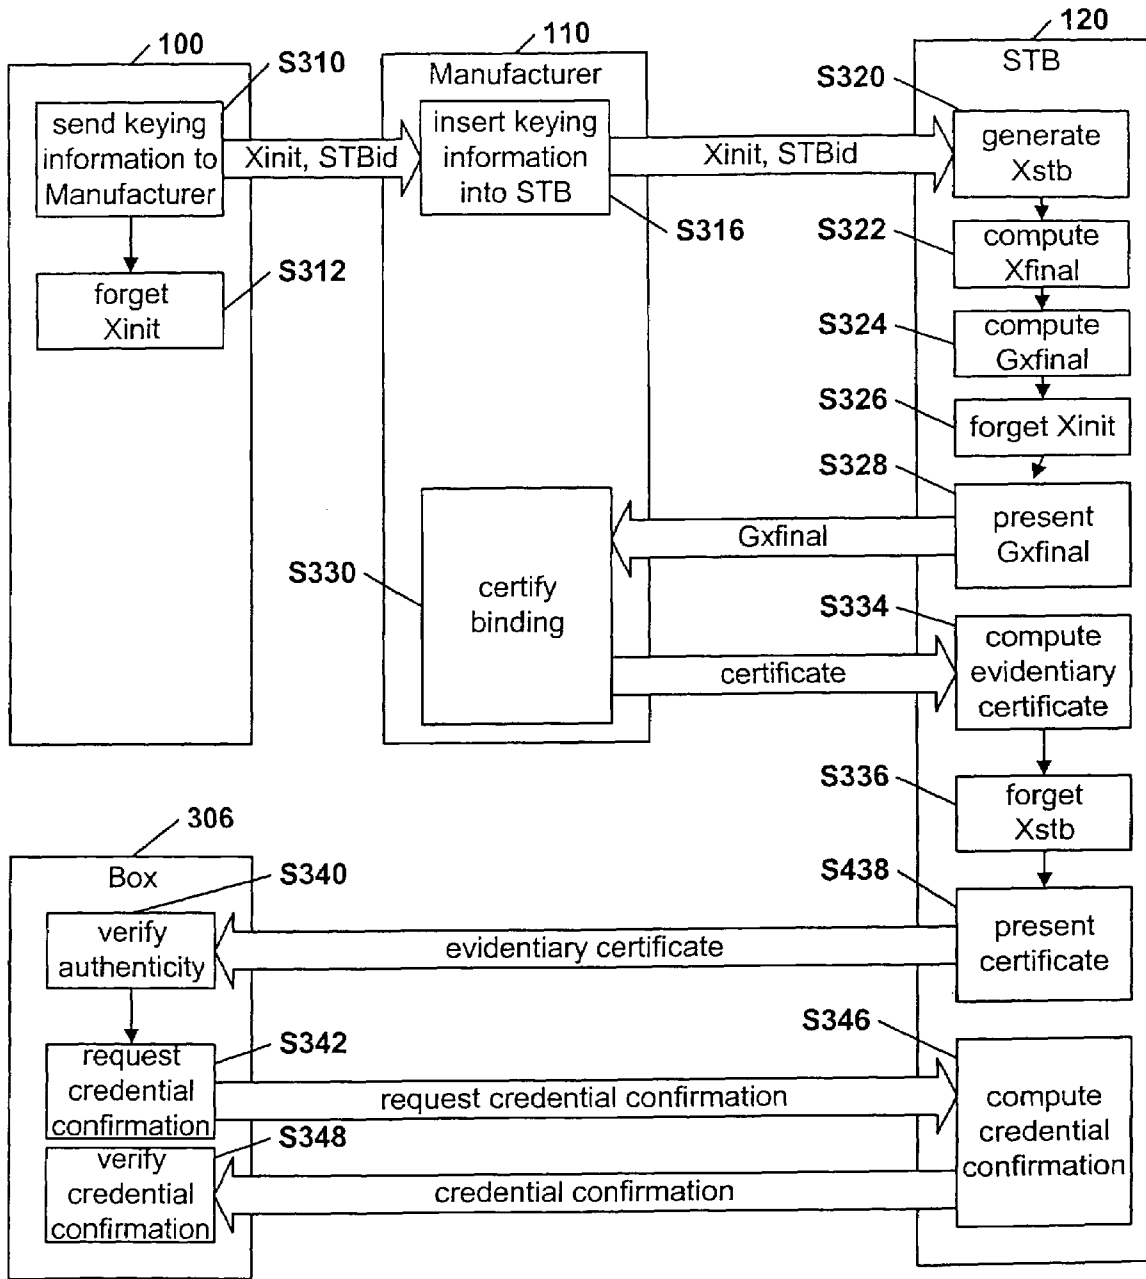 100
S310
send keying
information to
Manufacturer
Xinit, STBid
S312
forget
Xinit
110
Manufacturer
insert keying
information
into STB
S316
Xinit, STBid
120
STB
S320
generate
Xstb
S322
compute
Xfinal
S324
compute
Gxfinal
S326
forget Xinit
S328
present
Gxfinal
Gxfinal
S330
certify
binding
certificate
S334
compute
evidentiary
certificate
S336
forget
Xstb
S438
present
certificate
evidentiary certificate
306
Box
S340
verify
authenticity
S342
request
credential
confirmation
request credential confirmation
S346
compute
credential
confirmation
S348
verify
credential
confirmation
credential confirmation